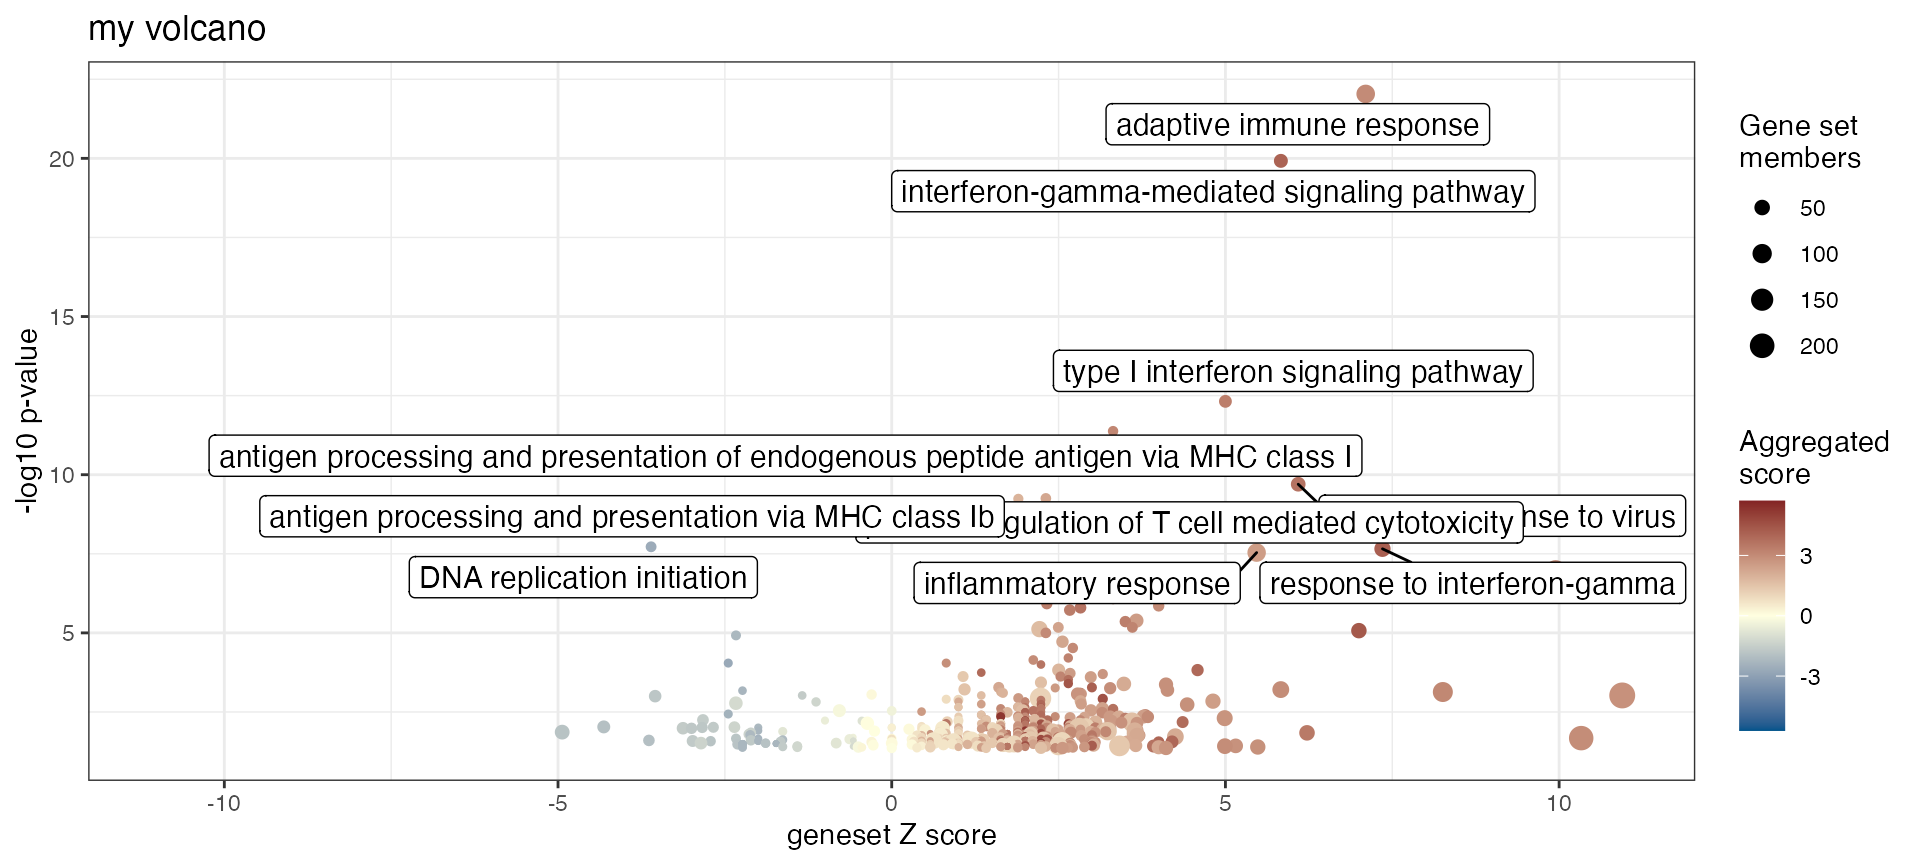 my volcano
adaptive immune response
interferon-gamma-mediated signaling pathway
type I interferon signaling pathway
antigen processing and presentation of endogenous peptide antigen via MHC class I
antigen processing and presentation via MHC class Ib
gulation of T cell mediated cytotoxicity
nse to virus
DNA replication initiation
inflammatory response
response to interferon-gamma
20
15
10
5
-log10 p-value
-10
-5
0
5
10
geneset Z score
Gene set
members
50
100
150
200
Aggregated
score
3
0
-3